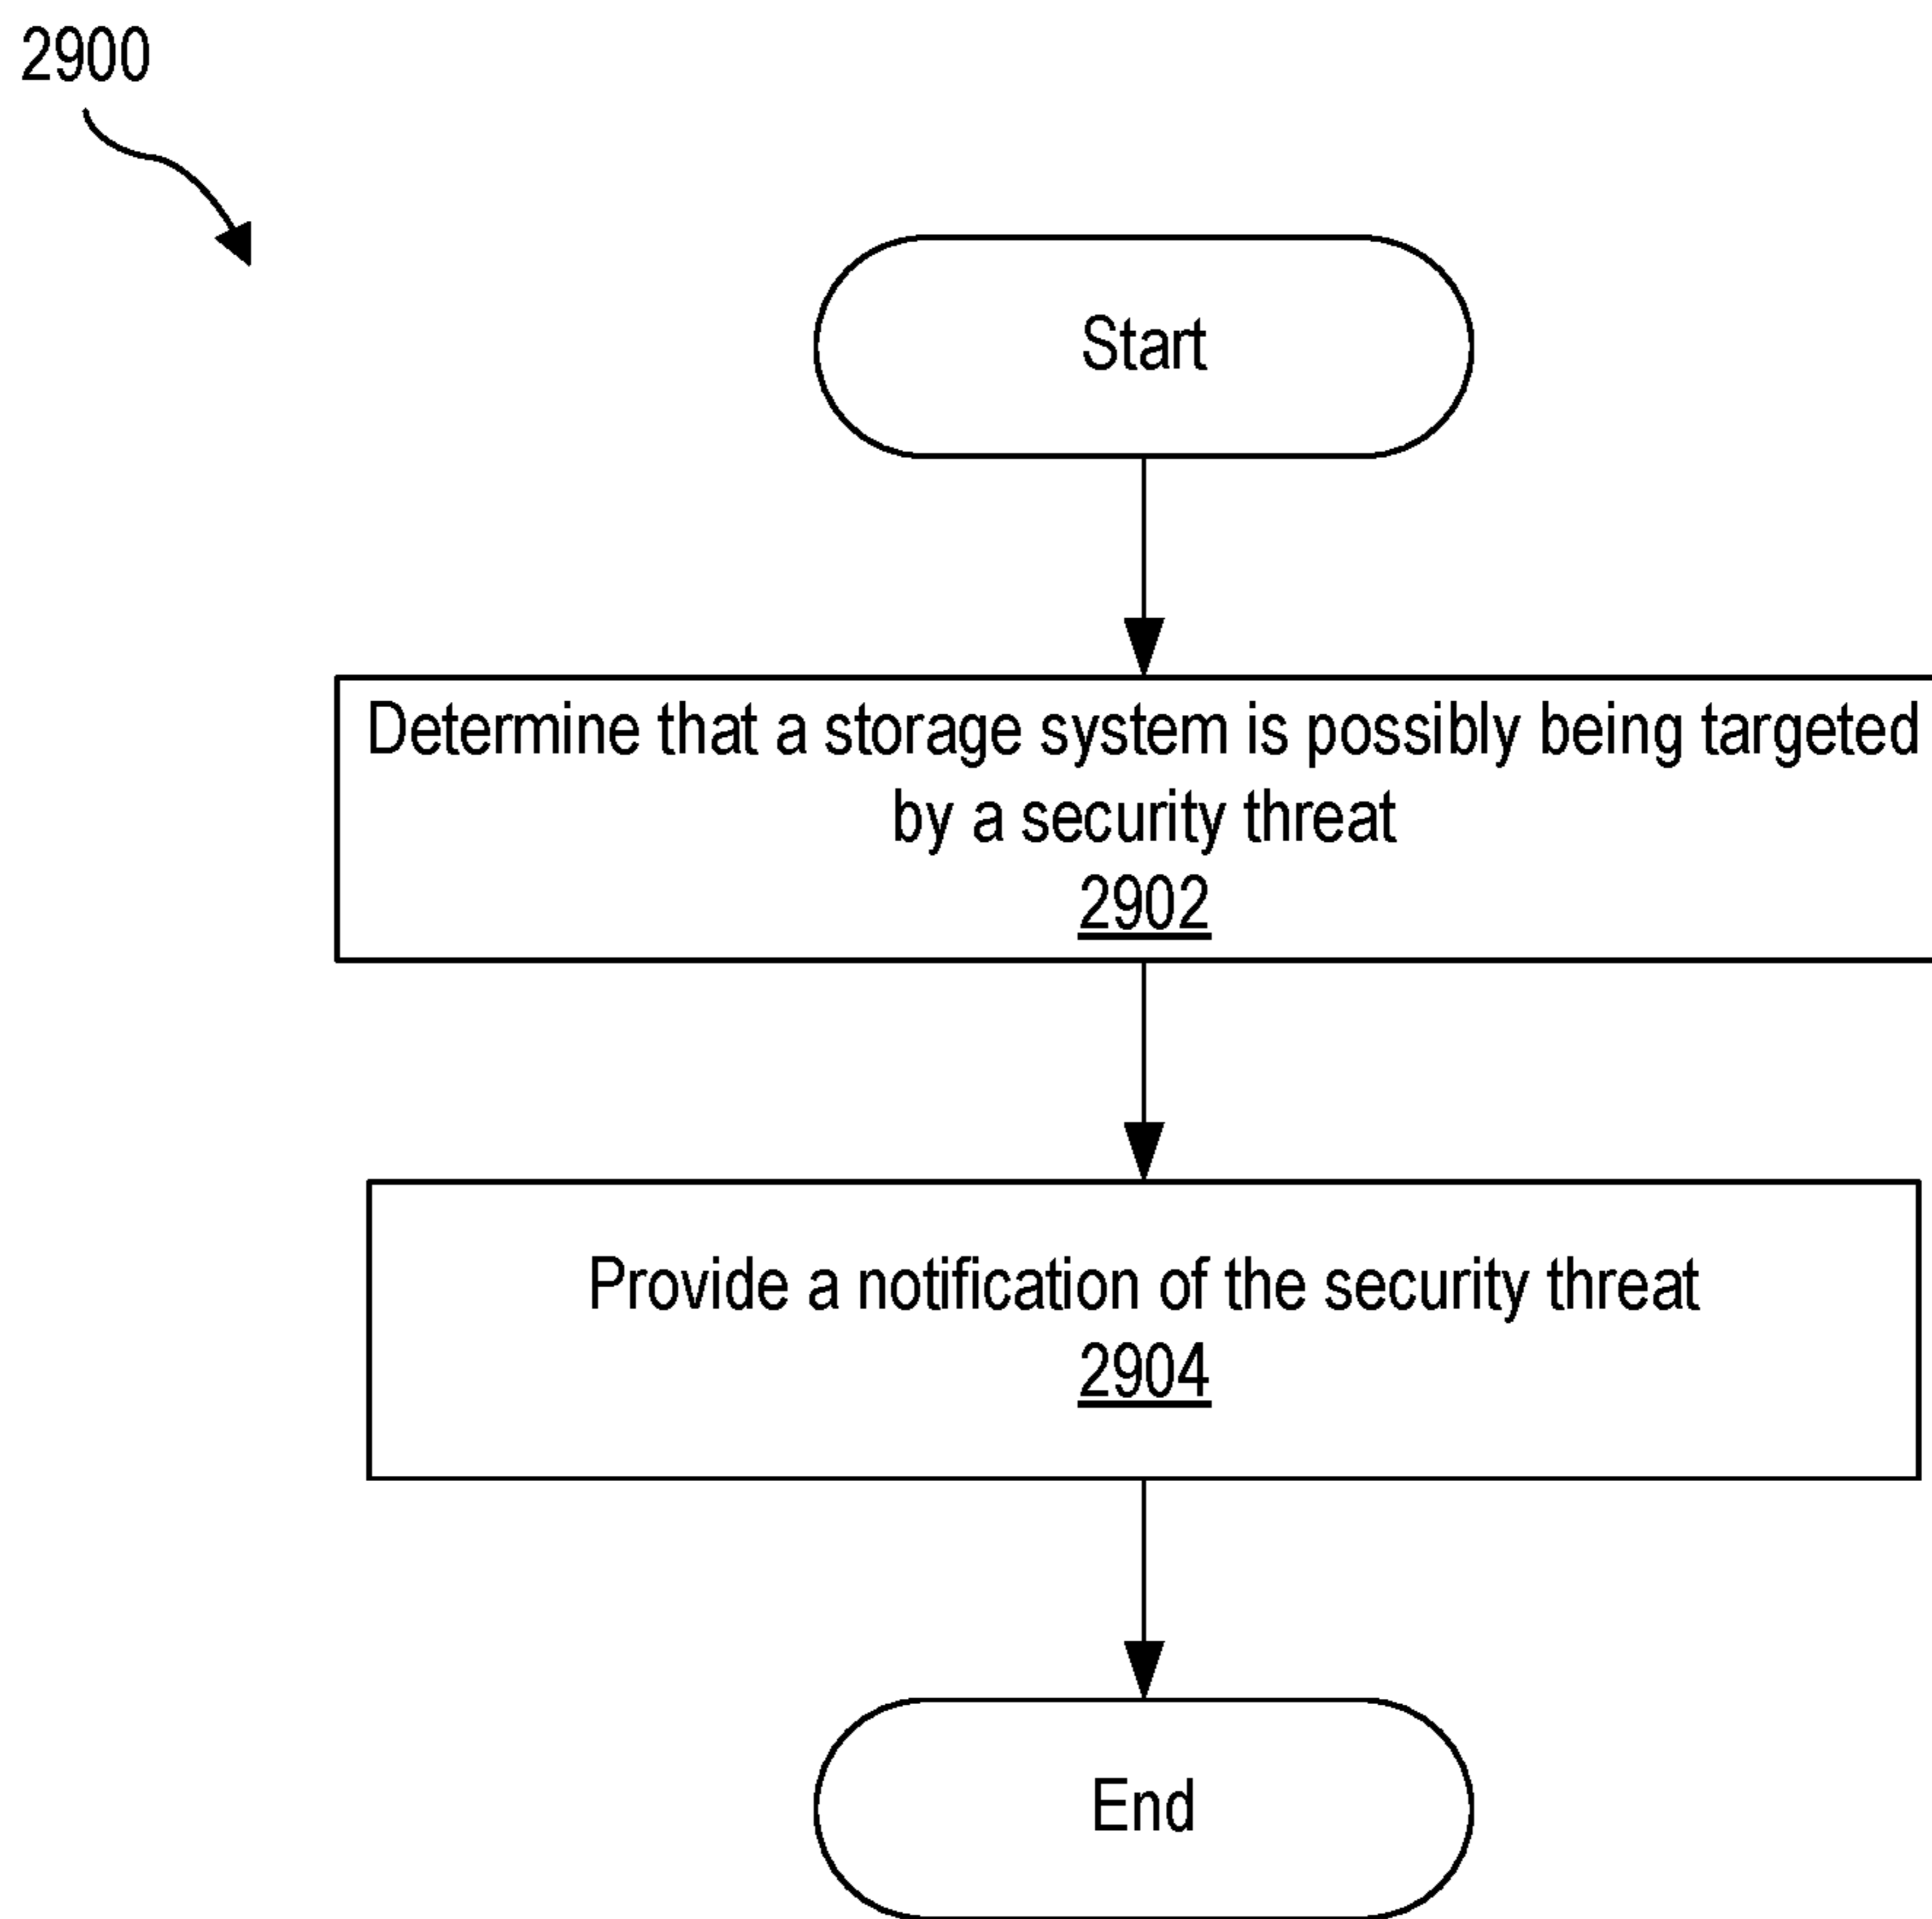 2900
Start
Determine that a storage system is possibly being targeted
by a security threat
2902
Provide a notification of the security threat
2904
End